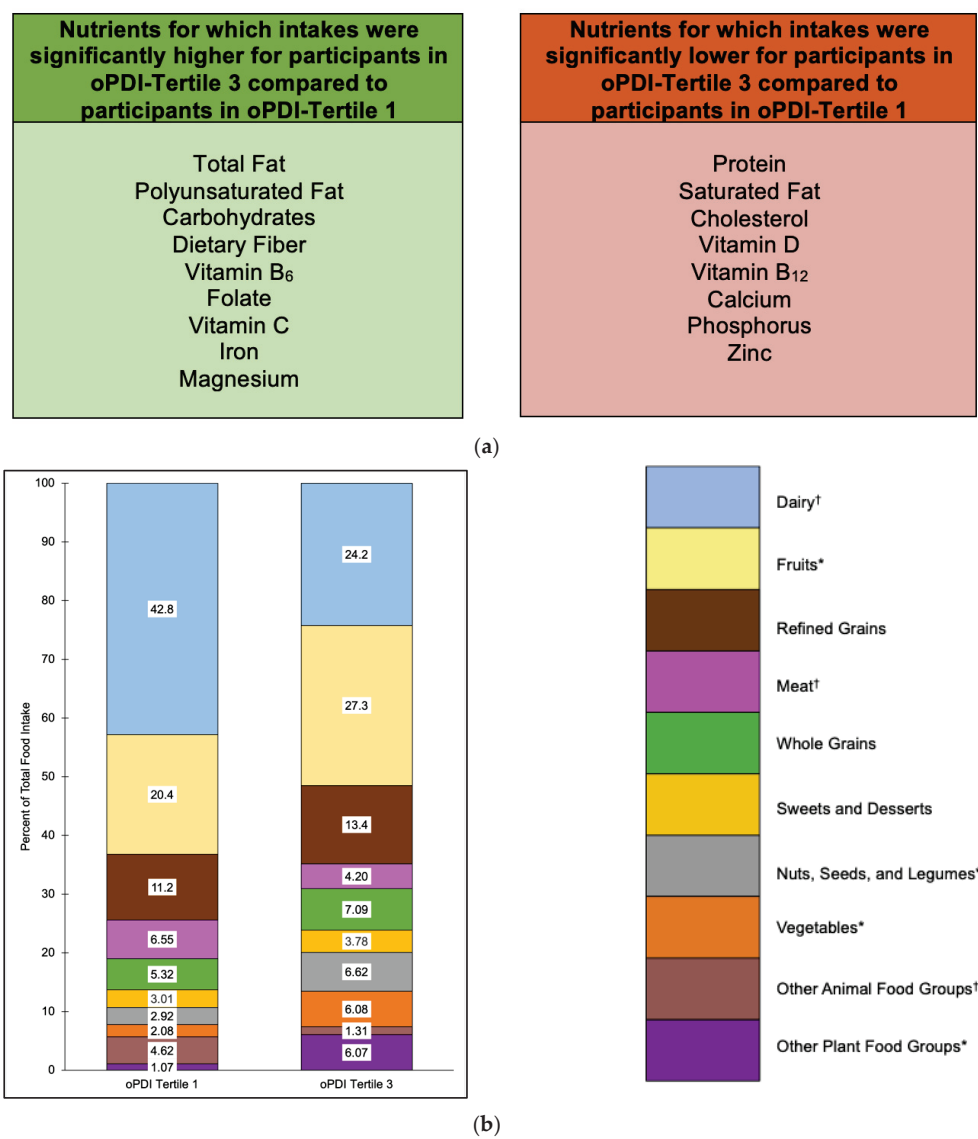 Nutrients for which intakes were
significantly higher for participants in
oPDI-Tertile 3 compared to
participants in oPDI-Tertile 1
Total Fat
Polyunsaturated Fat
Carbohydrates
Dietary Fiber
Vitamin B₆
Folate
Vitamin C
Iron
Magnesium
Nutrients for which intakes were
significantly lower for participants in
oPDI-Tertile 3 compared to
participants in oPDI-Tertile 1
Protein
Saturated Fat
Cholesterol
Vitamin D
Vitamin B₁₂
Calcium
Phosphorus
Zinc
(a)
Percent of Total Food Intake
100
90
80
70
60
50
40
30
20
10
0
42.8
20.4
11.2
6.55
5.32
3.01
2.92
2.08
4.62
1.07
oPDI Tertile 1
24.2
27.3
13.4
4.20
7.09
3.78
6.62
6.08
1.31
6.07
oPDI Tertile 3
Dairy†
Fruits*
Refined Grains
Meat†
Whole Grains
Sweets and Desserts
Nuts, Seeds, and Legumes*
Vegetables*
Other Animal Food Groups†
Other Plant Food Groups*
(b)